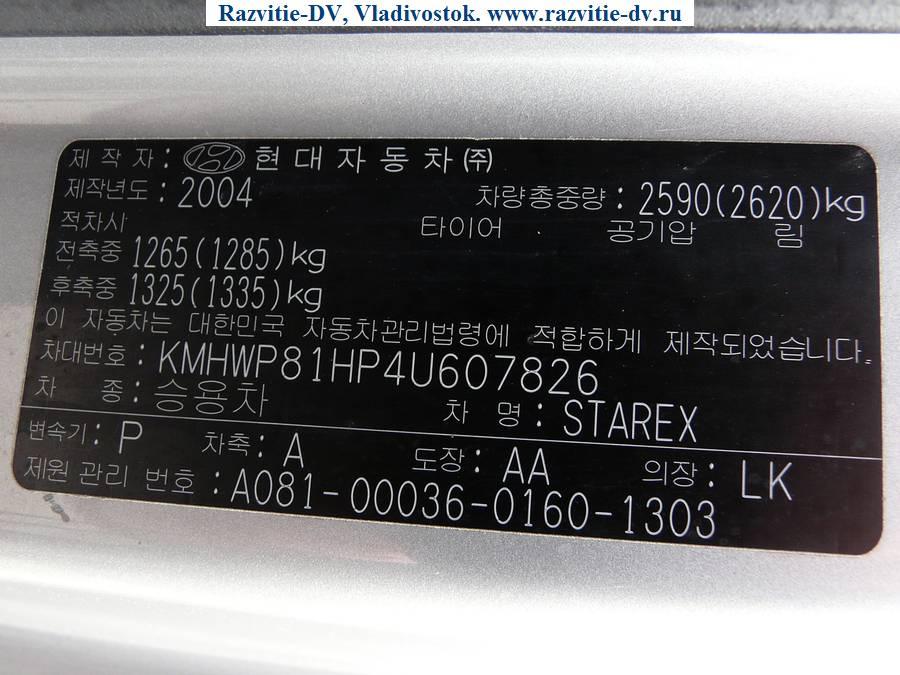 Razvitie-DV, Vladivostok. www.razvitie-dv.ru
제 작 자 : 현 대 자 동 차 ㈜
제작년도 : 2004 차량총중량 : 2590(2620)kg
적차시 타이어 공기압 림
전축중 1265(1285)kg
후축중 1325(1335)kg
이 자동차는 대한민국 자동차관리법령에 적합하게 제작되었습니다.
차대번호 : KMHWP81HP4U607826
차 종 : 승용차 차 명 : STAREX
변속기 : P 차축 : A 도장 : AA 의장 : LK
제원 관리 번호 : A081-00036-0160-1303